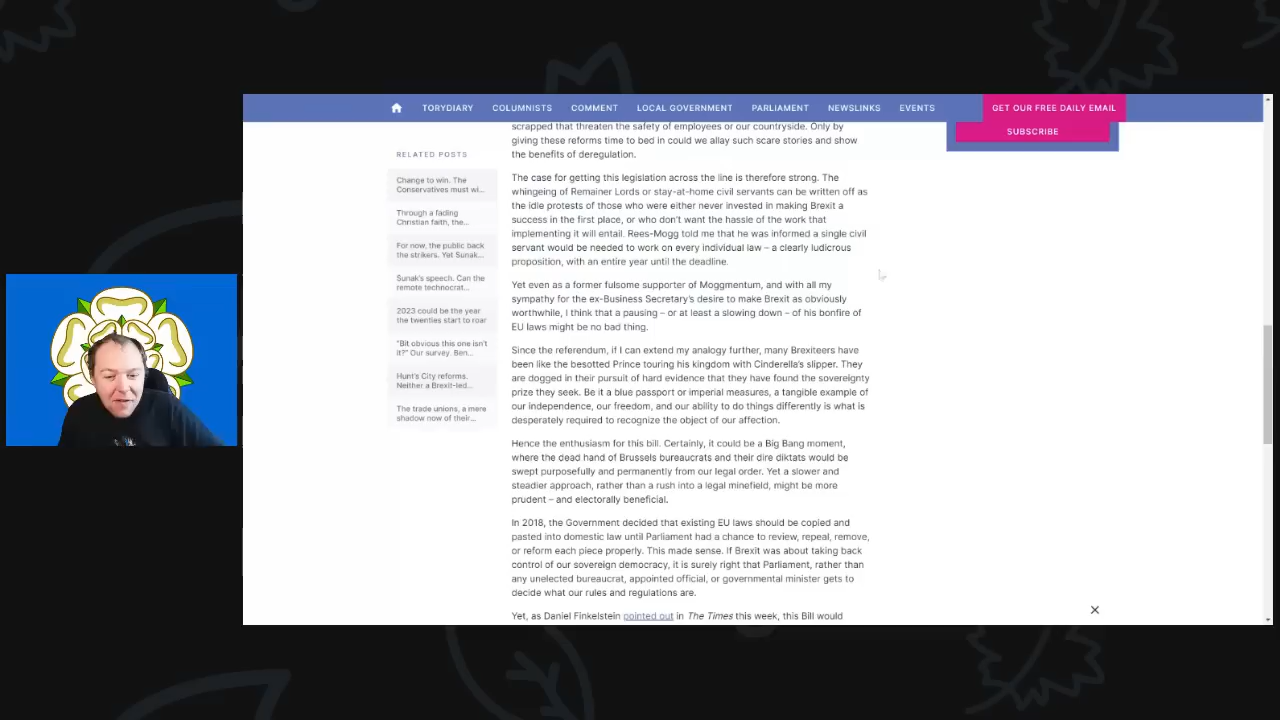 TORYDIARY COLUMNISTS COMMENT LOCAL GOVERNMENT PARLIAMENT NEWSLINKS EVENTS GET OUR FREE DAILY EMAIL
SUBSCRIBE
RELATED POSTS
Change to win. The
Conservatives must wi...
Through a fading
Christian faith, the...
For now, the public back
the strikers. Yet Sunak...
Sunak's speech. Can the
remote technocrat...
2023 could be the year
the twenties start to roar
"Bit obvious this one isn't
it?" Our survey. Ben...
Hunt's City reforms.
Neither a Brexit-led...
The trade unions, a mere
shadow now of their...
scrapped that threaten the safety of employees or our countryside. Only by
giving these reforms time to bed in could we allay such scare stories and show
the benefits of deregulation.
The case for getting this legislation across the line is therefore strong. The
whingeing of Remainer Lords or stay-at-home civil servants can be written off as
the idle protests of those who were either never invested in making Brexit a
success in the first place, or who don't want the hassle of the work that
implementing it will entail. Rees-Mogg told me that he was informed a single civil
servant would be needed to work on every individual law – a clearly ludicrous
proposition, with an entire year until the deadline.
Yet even as a former fulsome supporter of Moggmentum, and with all my
sympathy for the ex-Business Secretary's desire to make Brexit as obviously
worthwhile, I think that a pausing – or at least a slowing down – of his bonfire of
EU laws might be no bad thing.
Since the referendum, if I can extend my analogy further, many Brexiteers have
been like the besotted Prince touring his kingdom with Cinderella's slipper. They
are dogged in their pursuit of hard evidence that they have found the sovereignty
prize they seek. Be it a blue passport or imperial measures, a tangible example of
our independence, our freedom, and our ability to do things differently is what is
desperately required to recognize the object of our affection.
Hence the enthusiasm for this bill. Certainly, it could be a Big Bang moment,
where the dead hand of Brussels bureaucrats and their dire diktats would be
swept purposefully and permanently from our legal order. Yet a slower and
steadier approach, rather than a rush into a legal minefield, might be more
prudent – and electorally beneficial.
In 2018, the Government decided that existing EU laws should be copied and
pasted into domestic law until Parliament had a chance to review, repeal, remove,
or reform each piece properly. This made sense. If Brexit was about taking back
control of our sovereign democracy, it is surely right that Parliament, rather than
any unelected bureaucrat, appointed official, or governmental minister gets to
decide what our rules and regulations are.
Yet, as Daniel Finkelstein pointed out in The Times this week, this Bill would